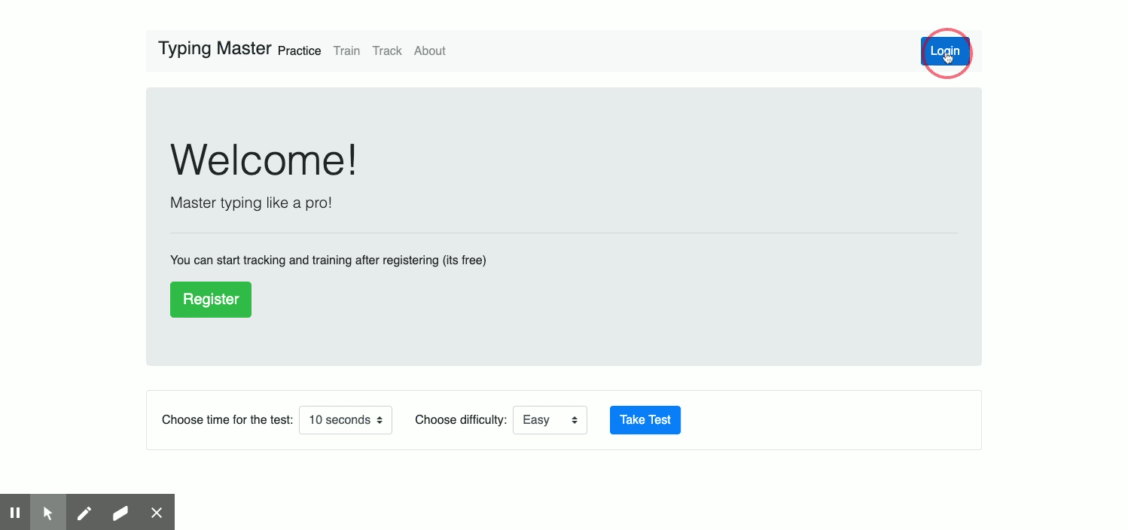 Typing Master Practice Train Track About Login
Welcome!
Master typing like a pro!
You can start tracking and training after registering (its free)
Register
Choose time for the test: 10 seconds Choose difficulty: Easy Take Test